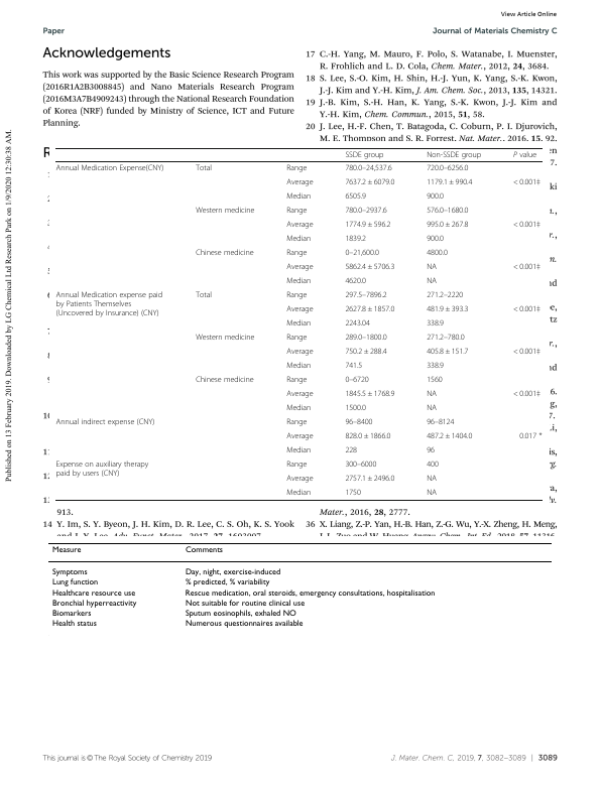 View Article Online
Paper
Journal of Materials Chemistry C
Published on 13 February 2019. Downloaded by LG Chemical Ltd Research Park on 1/9/2020 12:30:38 AM.
Acknowledgements
This work was supported by the Basic Science Research Program
(2016R1A2B3008845) and Nano Materials Research Program
(2016M3A7B4909243) through the National Research Foundation
of Korea (NRF) funded by Ministry of Science, ICT and Future
Planning.
17 C.-H. Yang, M. Mauro, F. Polo, S. Watanabe, I. Muenster,
R. Frohlich and L. D. Cola, Chem. Mater., 2012, 24, 3684.
18 S. Lee, S.-O. Kim, H. Shin, H.-J. Yun, K. Yang, S.-K. Kwon,
J.-J. Kim and Y.-H. Kim, J. Am. Chem. Soc., 2013, 135, 14321.
19 J.-B. Kim, S.-H. Han, K. Yang, S.-K. Kwon, J.-J. Kim and
Y.-H. Kim, Chem. Commun., 2015, 51, 58.
20 J. Lee, H.-F. Chen, T. Batagoda, C. Coburn, P. I. Djurovich,
M. E. Thompson and S. R. Forrest, Nat. Mater., 2016, 15, 92.
SSDE group Non-SSDE group P value
Annual Medication Expense(CNY) Total Range 780.0–24,537.6 720.0–6256.0
Average 7637.2 ± 6079.0 1179.1 ± 990.4 < 0.001‡
Median 6505.9 900.0
Western medicine Range 780.0–2937.6 576.0–1680.0
Average 1774.9 ± 596.2 995.0 ± 267.8 < 0.001‡
Median 1839.2 900.0
Chinese medicine Range 0–21,600.0 4800.0
Average 5862.4 ± 5706.3 NA < 0.001‡
Median 4620.0 NA
Annual Medication expense paid Total Range 297.5–7896.2 271.2–2220
by Patients Themselves
(Uncovered by Insurance) (CNY)
Average 2627.8 ± 1857.0 481.9 ± 393.3 < 0.001‡
Median 2243.04 338.9
Western medicine Range 289.0–1800.0 271.2–780.0
Average 750.2 ± 288.4 405.8 ± 151.7 < 0.001‡
Median 741.5 338.9
Chinese medicine Range 0–6720 1560
Average 1845.5 ± 1768.9 NA < 0.001‡
Median 1500.0 NA
Annual indirect expense (CNY) Range 96–8400 96–8124
Average 828.0 ± 1866.0 487.2 ± 1404.0 0.017 *
Median 228 96
Expense on auxiliary therapy Range 300–6000 400
paid by users (CNY)
Average 2757.1 ± 2496.0 NA
Median 1750 NA
913.
14 Y. Im, S. Y. Byeon, J. H. Kim, D. R. Lee, C. S. Oh, K. S. Yook
Mater., 2016, 28, 2777.
36 X. Liang, Z.-P. Yan, H.-B. Han, Z.-G. Wu, Y.-X. Zheng, H. Meng,
Measure Comments
Symptoms Day, night, exercise-induced
Lung function % predicted, % variability
Healthcare resource use Rescue medication, oral steroids, emergency consultations, hospitalisation
Bronchial hyperreactivity Not suitable for routine clinical use
Biomarkers Sputum eosinophils, exhaled NO
Health status Numerous questionnaires available
This journal is © The Royal Society of Chemistry 2019
J. Mater. Chem. C, 2019, 7, 3082–3089 | 3089